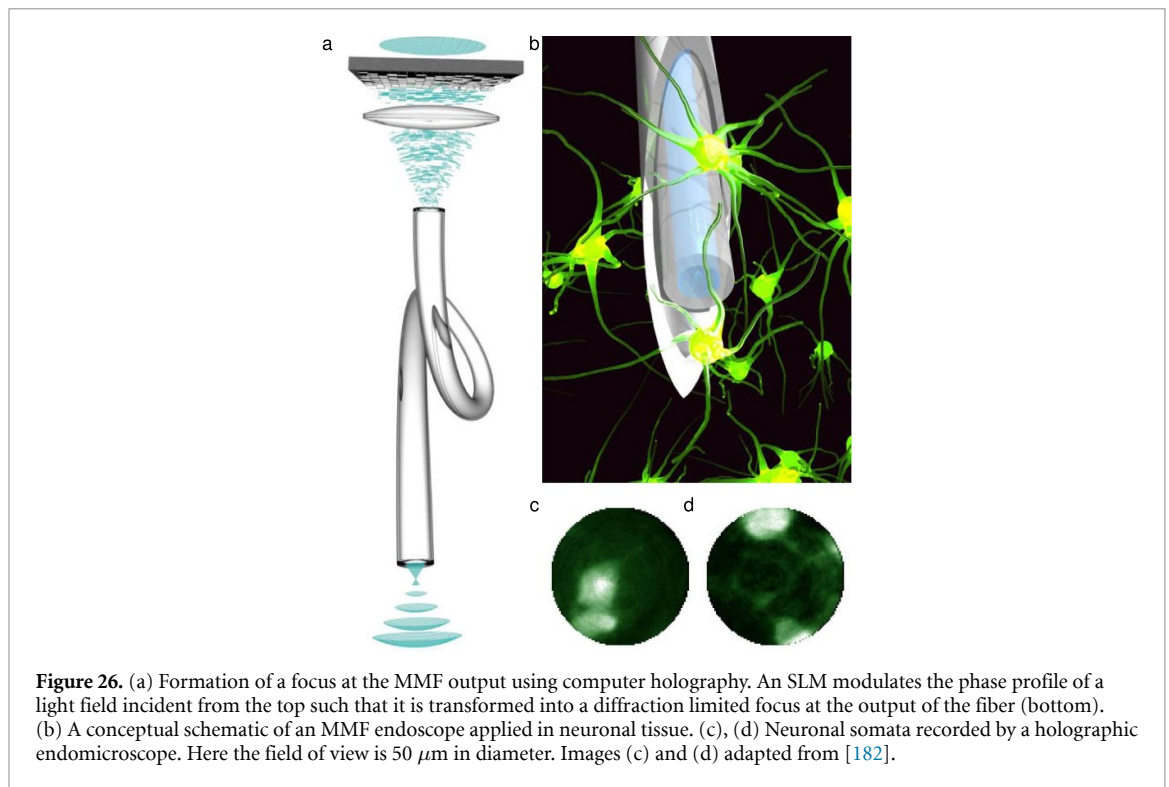 a
b
c
d
Figure 26. (a) Formation of a focus at the MMF output using computer holography. An SLM modulates the phase profile of a
light field incident from the top such that it is transformed into a diffraction limited focus at the output of the fiber (bottom).
(b) A conceptual schematic of an MMF endoscope applied in neuronal tissue. (c), (d) Neuronal somata recorded by a holographic
endomicroscope. Here the field of view is 50 μm in diameter. Images (c) and (d) adapted from [182].